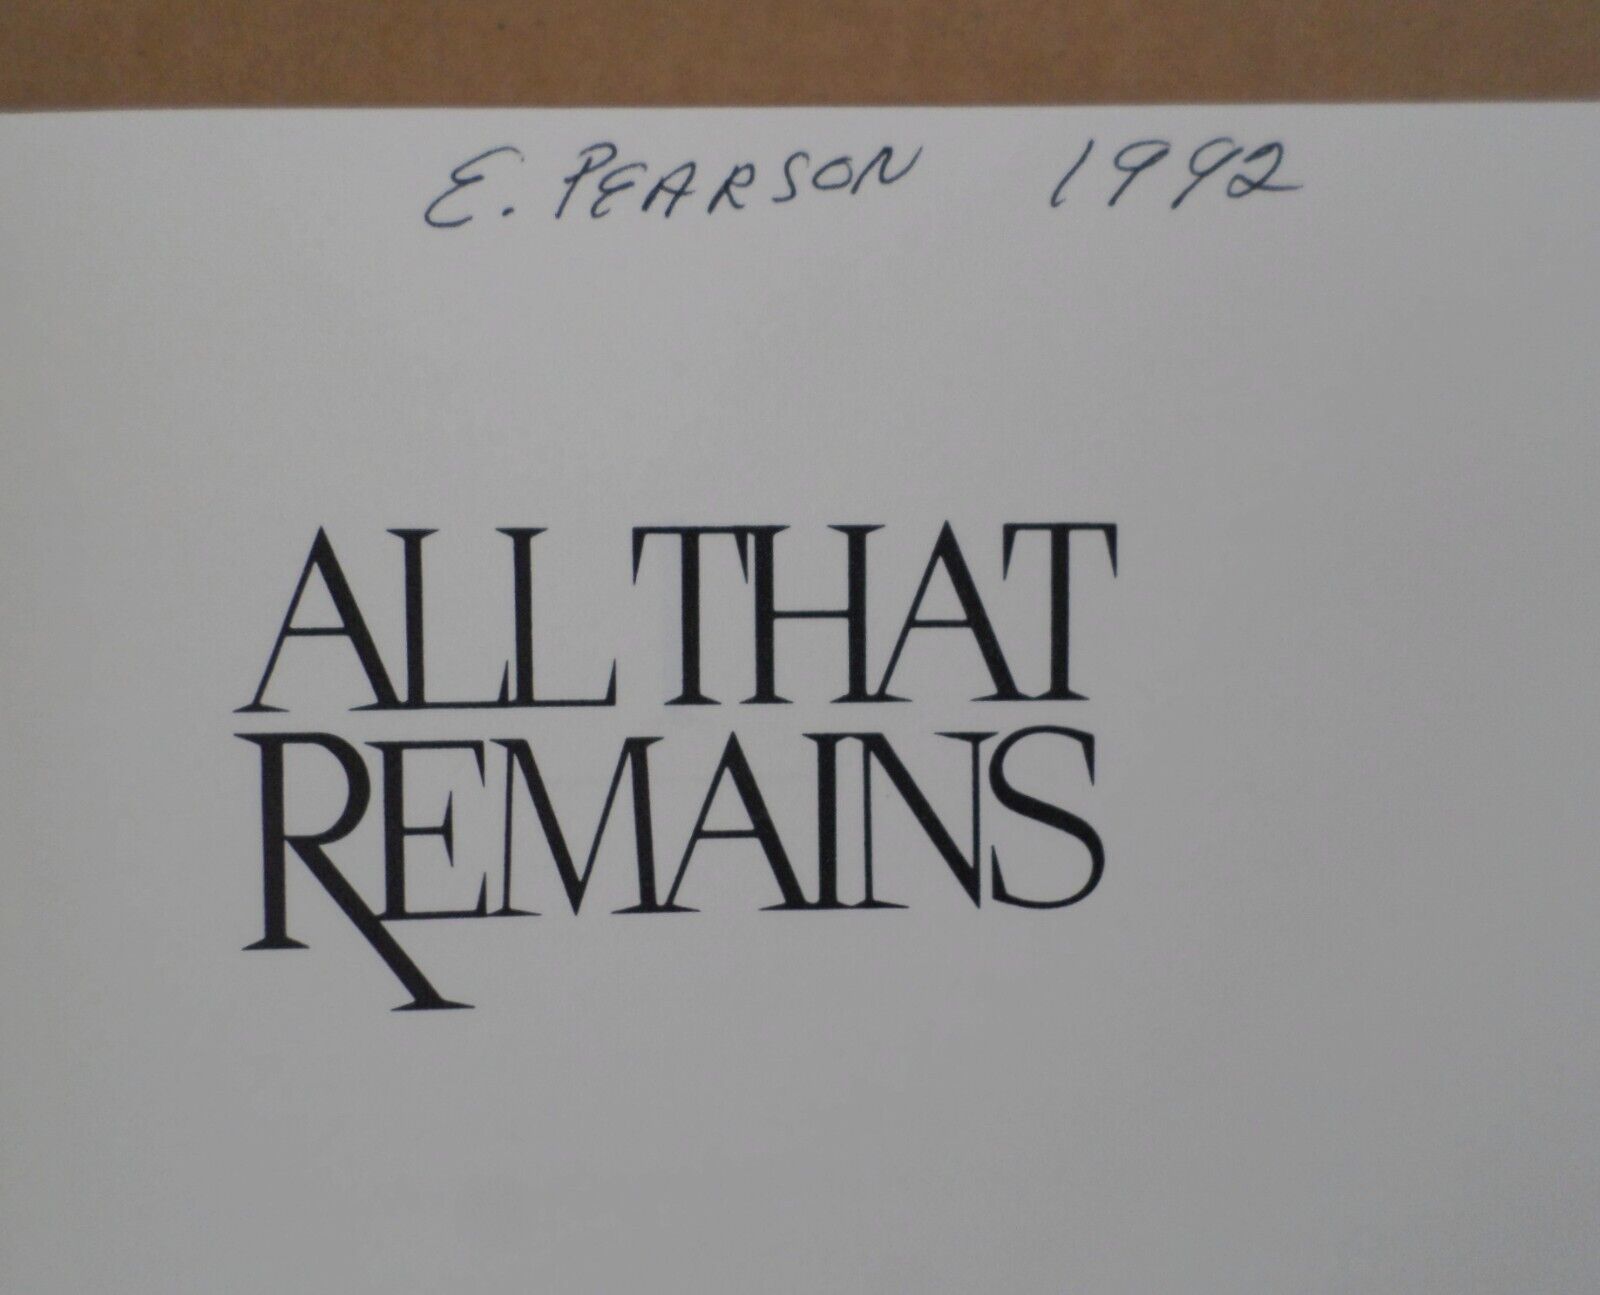 E. PEARSON 1992
ALL THAT
REMAINS